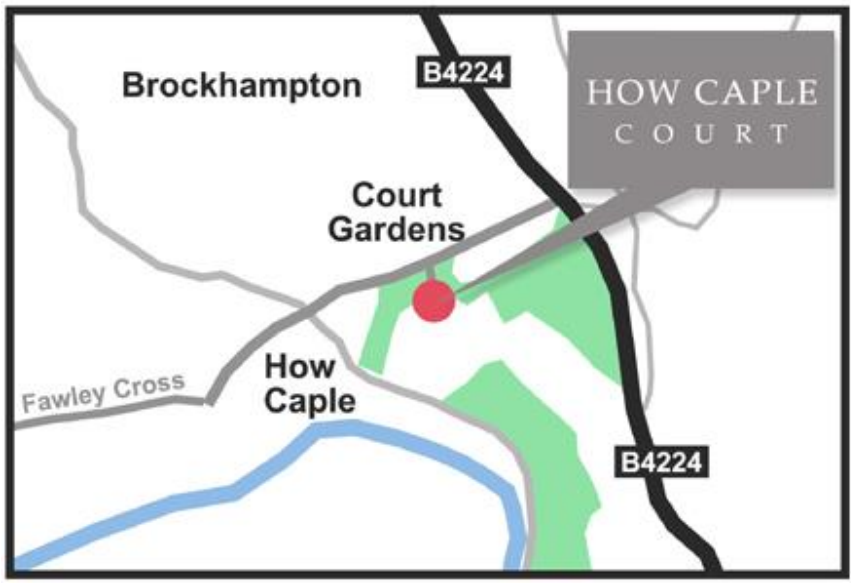 B4224
Brockhampton
HOW CAPLE
COURT
Court
Gardens
How
Caple
Fawley Cross
B4224